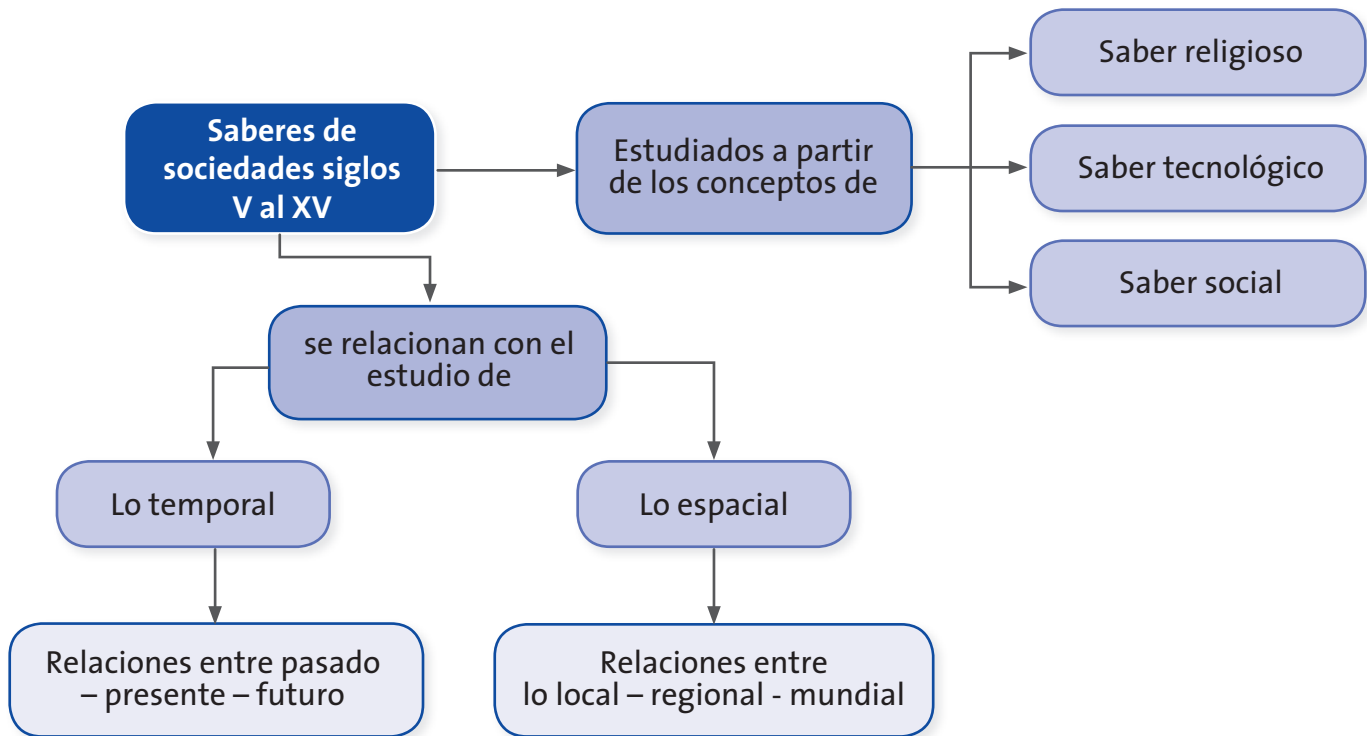 Saberes de
sociedades siglos
V al XV
Estudiados a partir
de los conceptos de
Saber religioso
Saber tecnológico
Saber social
se relacionan con el
estudio de
Lo temporal
Lo espacial
Relaciones entre pasado
– presente – futuro
Relaciones entre
lo local – regional - mundial